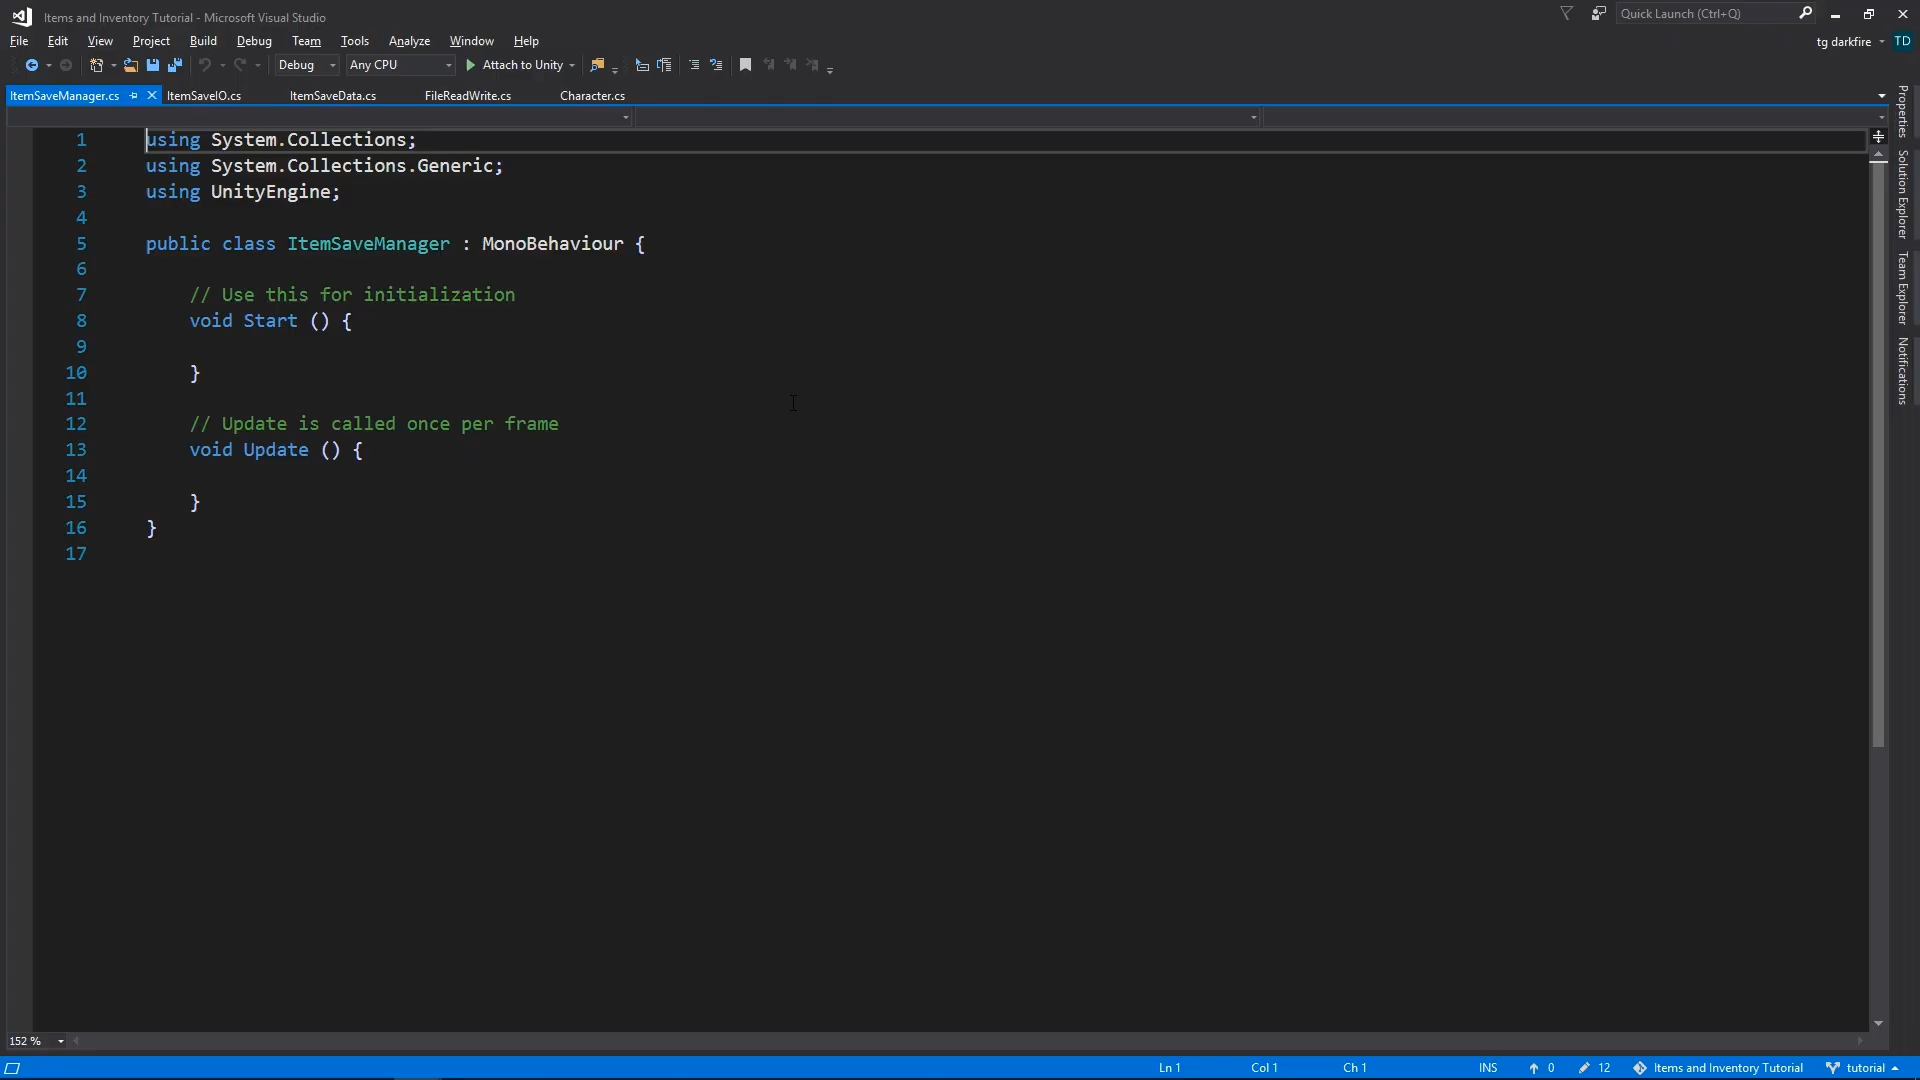 Items and Inventory Tutorial - Microsoft Visual Studio
Quick Launch (Ctrl+Q)
File Edit View Project Build Debug Team Tools Analyze Window Help
tg darkfire TD
Debug Any CPU Attach to Unity
ItemSaveManager.cs ItemSaveIO.cs ItemSaveData.cs FileReadWrite.cs Character.cs
1 using System.Collections;
2 using System.Collections.Generic;
3 using UnityEngine;
4
5 public class ItemSaveManager : MonoBehaviour {
6
7 // Use this for initialization
8 void Start () {
9
10 }
11
12 // Update is called once per frame
13 void Update () {
14
15 }
16 }
17
Properties
Solution Explorer
Team Explorer
Notifications
152 %
Ln 1 Col 1 Ch 1 INS 0 12 Items and Inventory Tutorial tutorial